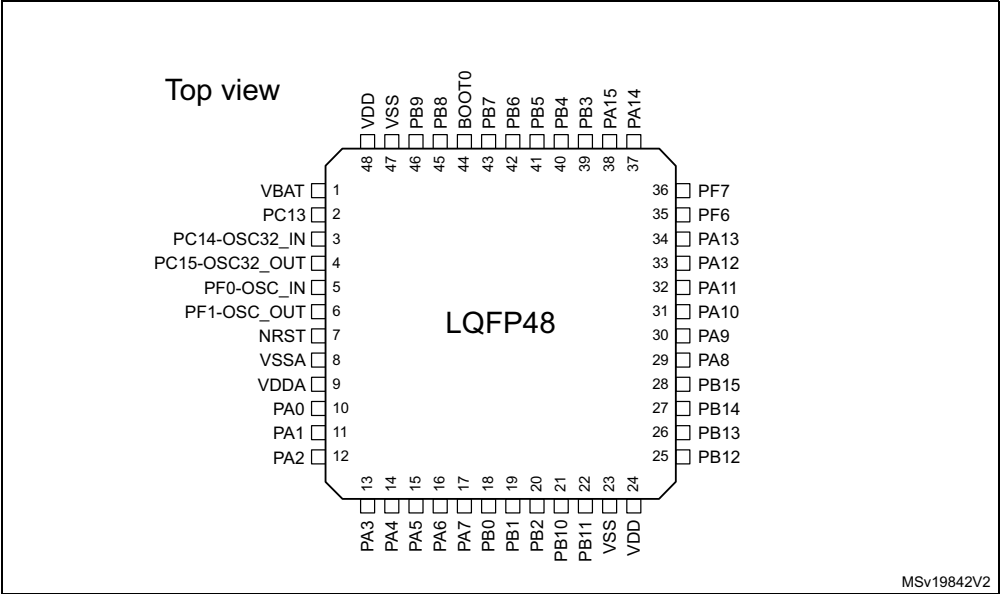 Top view
VDD
VSS
PB9
PB8
BOOT0
PB7
PB6
PB5
PB4
PB3
PA15
PA14
48
47
46
45
44
43
42
41
40
39
38
37
VBAT 1
PC13 2
PC14-OSC32_IN 3
PC15-OSC32_OUT 4
PF0-OSC_IN 5
PF1-OSC_OUT 6
NRST 7
VSSA 8
VDDA 9
PA0 10
PA1 11
PA2 12
LQFP48
36 PF7
35 PF6
34 PA13
33 PA12
32 PA11
31 PA10
30 PA9
29 PA8
28 PB15
27 PB14
26 PB13
25 PB12
13
14
15
16
17
18
19
20
21
22
23
24
PA3
PA4
PA5
PA6
PA7
PB0
PB1
PB2
PB10
PB11
VSS
VDD
MSv19842V2